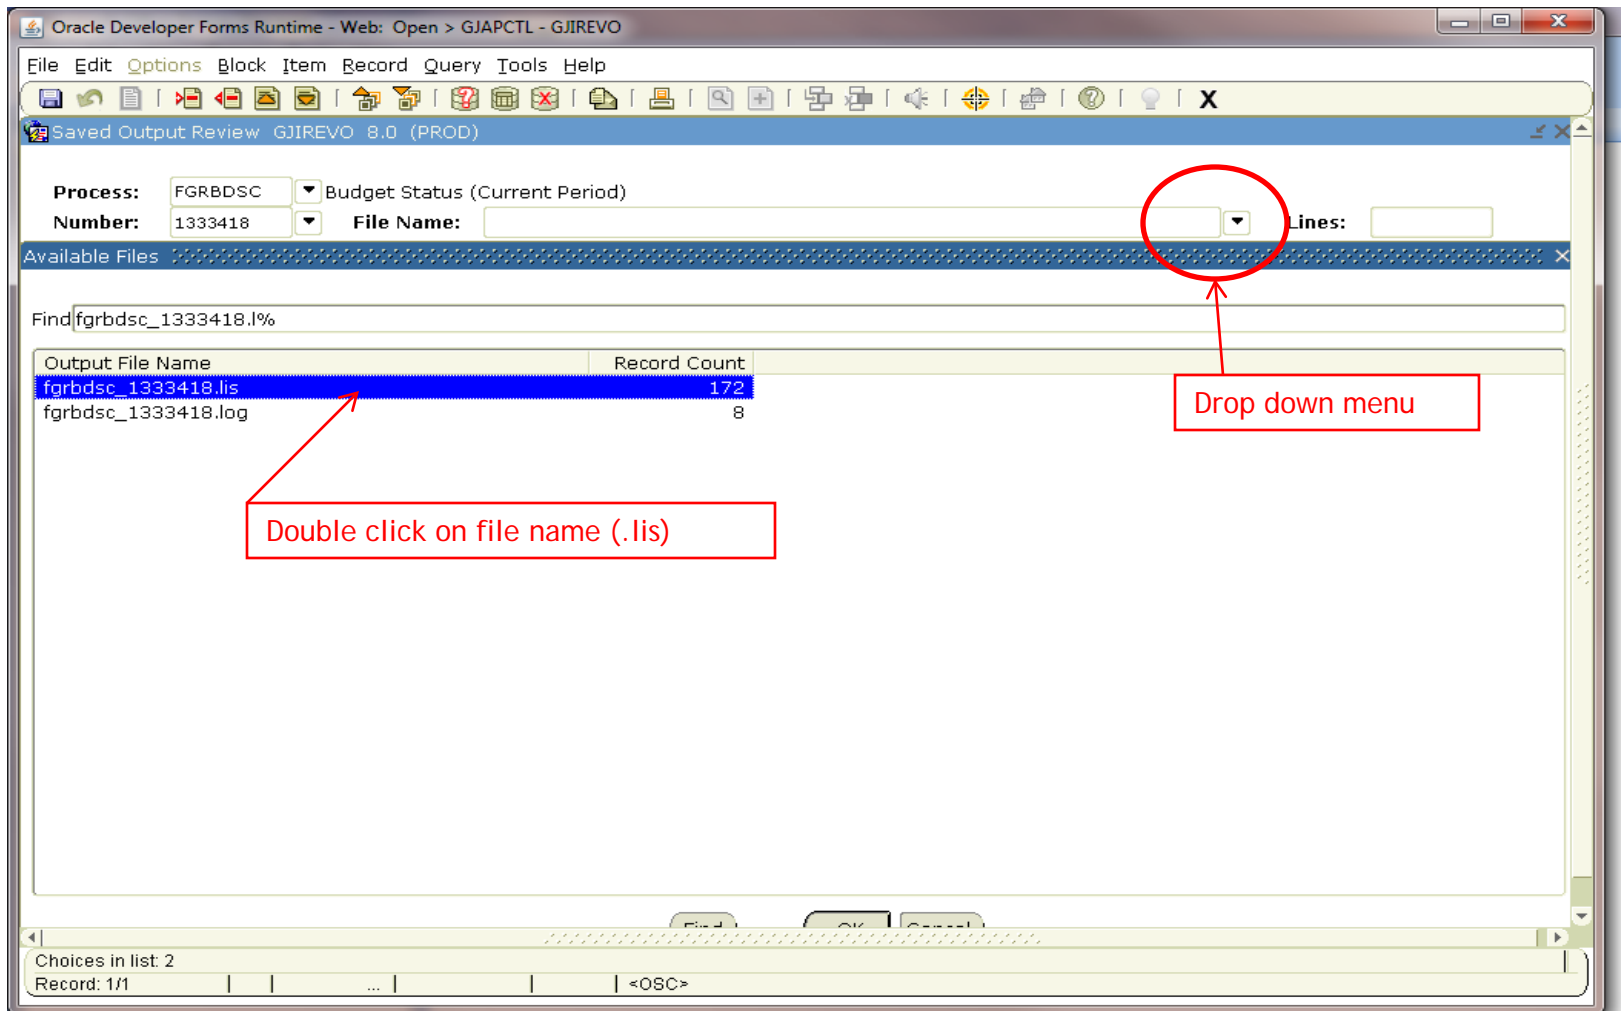 Oracle Developer Forms Runtime - Web: Open > GJAPCTL - GJIREVO
File Edit Options Block Item Record Query Tools Help
Saved Output Review GJIREVO 8.0 (PROD)
Process: FGRBDSC Budget Status (Current Period)
Number: 1333418 File Name: Lines:
Available Files
Find fgrbdsc_1333418.l%
Output File Name Record Count
fgrbdsc_1333418.lis 172
fgrbdsc_1333418.log 8
Drop down menu
Double click on file name (.lis)
Find OK Cancel
Choices in list: 2
Record: 1/1 ... <OSC>